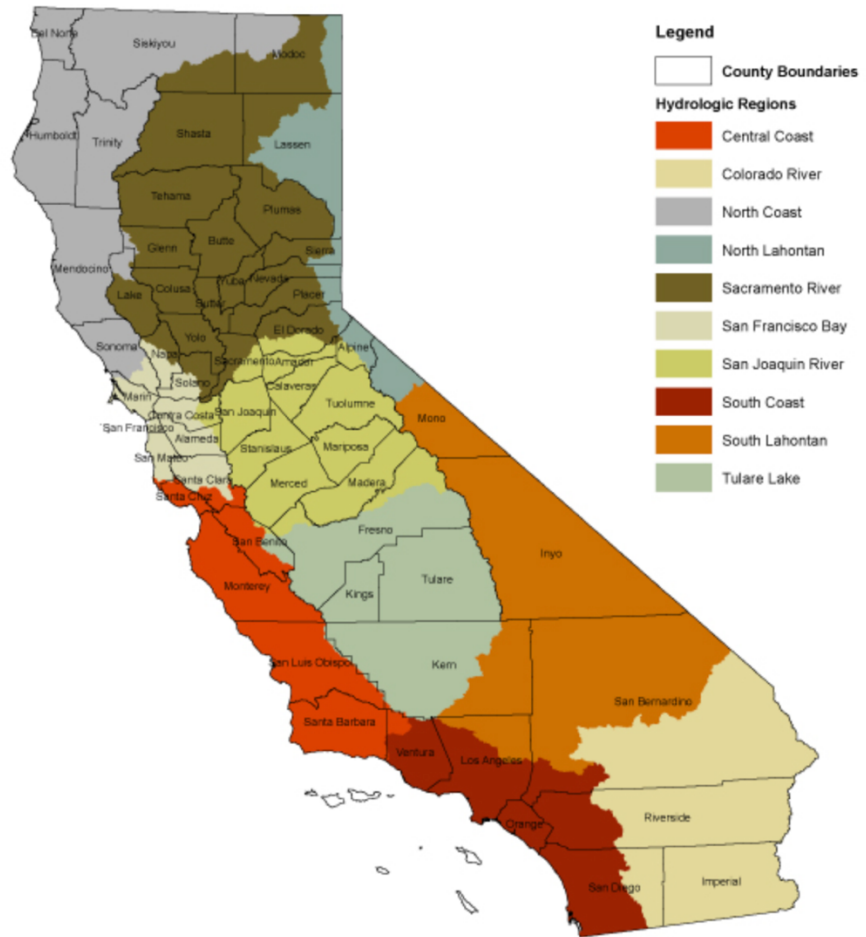 Legend
County Boundaries
Hydrologic Regions
Central Coast
Colorado River
North Coast
North Lahontan
Sacramento River
San Francisco Bay
San Joaquin River
South Coast
South Lahontan
Tulare Lake
Del Norte
Siskiyou
Modoc
Humboldt
Trinity
Shasta
Lassen
Tehama
Plumas
Mendocino
Glenn
Butte
Sierra
Lake
Colusa
Sutter
Yuba
Nevada
Placer
Sonoma
Napa
Yolo
El Dorado
Sacramento
Amador
Alpine
Solano
Marin
Calaveras
Contra Costa
San Joaquin
Tuolumne
Mono
San Francisco
Alameda
Stanislaus
Mariposa
San Mateo
Santa Clara
Merced
Madera
Santa Cruz
San Benito
Fresno
Inyo
Monterey
Kings
Tulare
San Luis Obispo
Kern
San Bernardino
Santa Barbara
Ventura
Los Angeles
Orange
Riverside
San Diego
Imperial